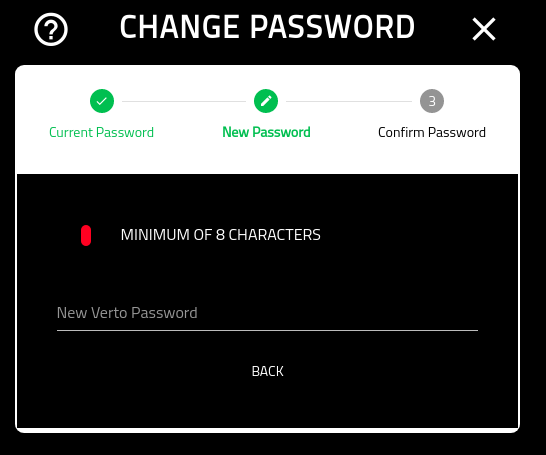 CHANGE PASSWORD
3
Current Password
New Password
Confirm Password
MINIMUM OF 8 CHARACTERS
New Verto Password
BACK